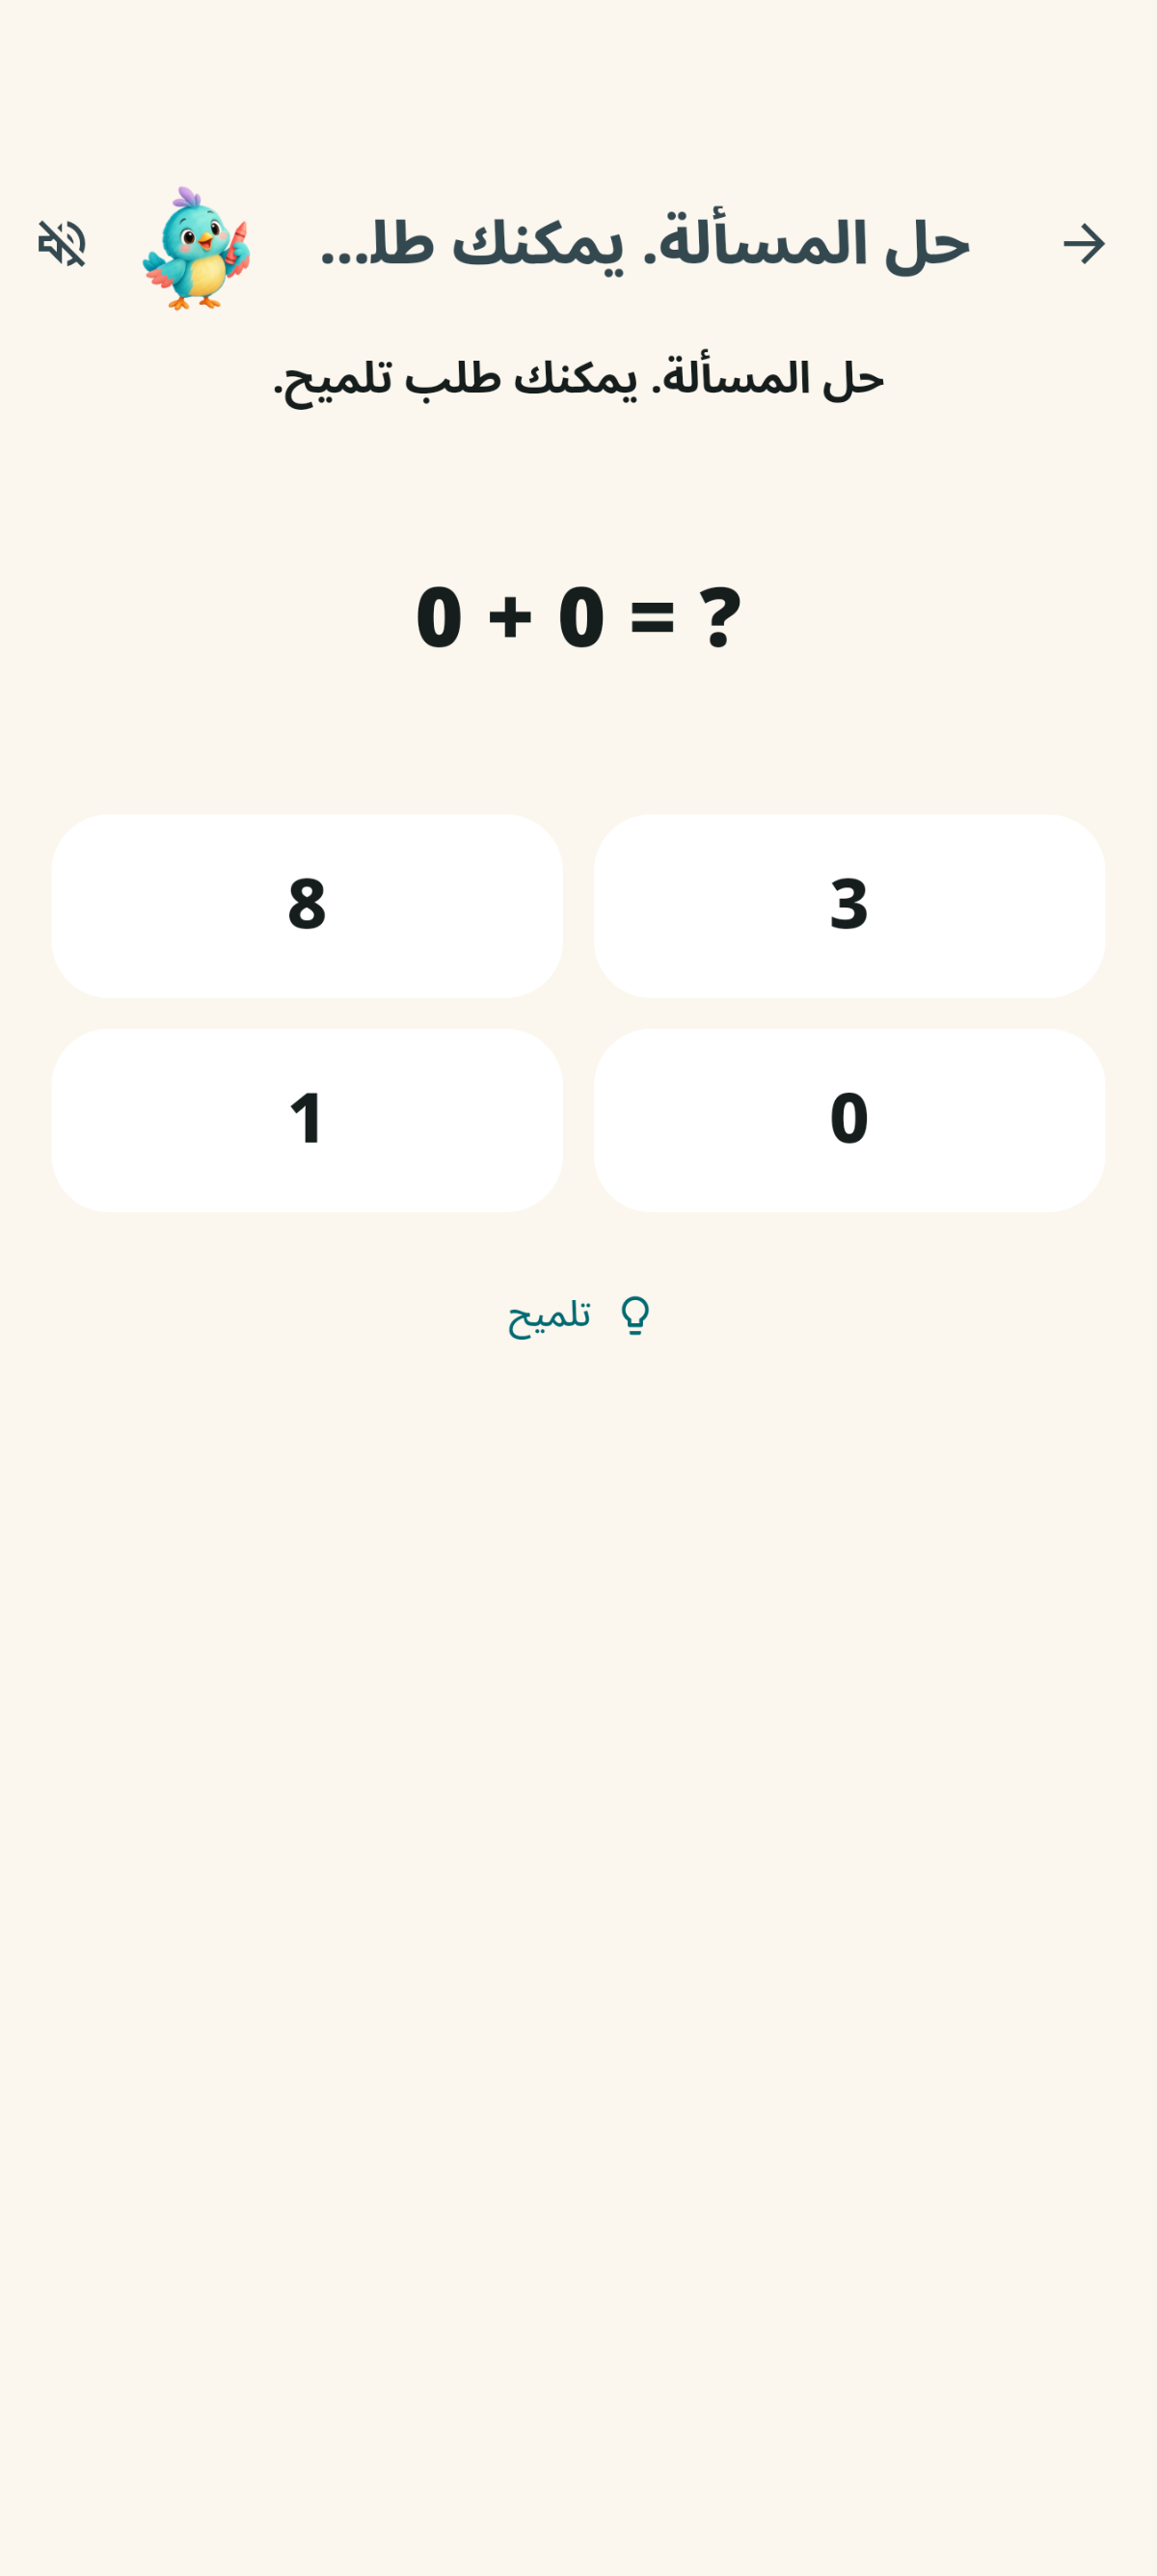 حل المسألة. يمكنك طل...
حل المسألة. يمكنك طلب تلميح.
0 + 0 = ?
3 8
0 1
تلميح